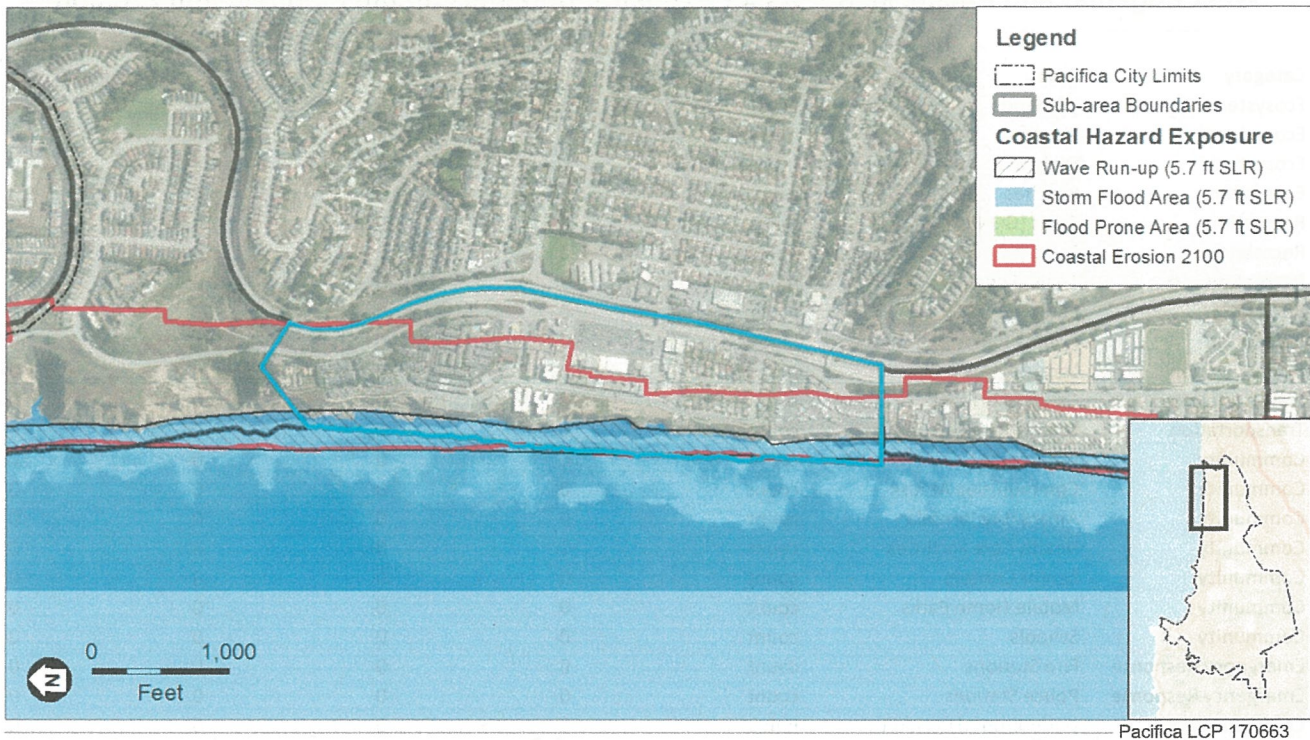 Legend
Pacifica City Limits
Sub-area Boundaries
Coastal Hazard Exposure
Wave Run-up (5.7 ft SLR)
Storm Flood Area (5.7 ft SLR)
Flood Prone Area (5.7 ft SLR)
Coastal Erosion 2100
N
0 1,000
Feet
Pacifica LCP 170663